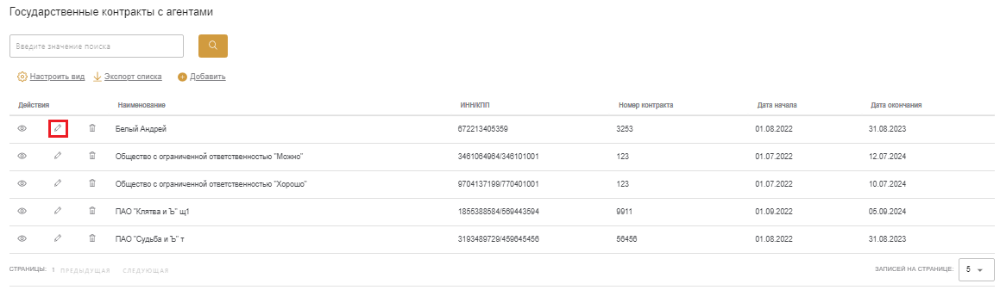 Государственные контракты с агентами
Введите значение поиска
Настроить вид Экспорт списка Добавить
Действия Наименование ИНН/КПП Номер контракта Дата начала Дата окончания
Белый Андрей 672213405359 3253 01.08.2022 31.08.2023
Общество с ограниченной ответственностью "Можно" 3461064964/346101001 123 01.07.2022 12.07.2024
Общество с ограниченной ответственностью "Хорошо" 9704137199/770401001 123 01.07.2022 10.07.2024
ПАО "Клятва и Ъ" щ1 1855388584/569443594 9911 01.09.2022 05.09.2024
ПАО "Судьба и Ъ" т 3193489729/459645456 56456 01.08.2022 31.08.2023
СТРАНИЦЫ: 1 ПРЕДЫДУЩАЯ СЛЕДУЮЩАЯ ЗАПИСЕЙ НА СТРАНИЦЕ: 5